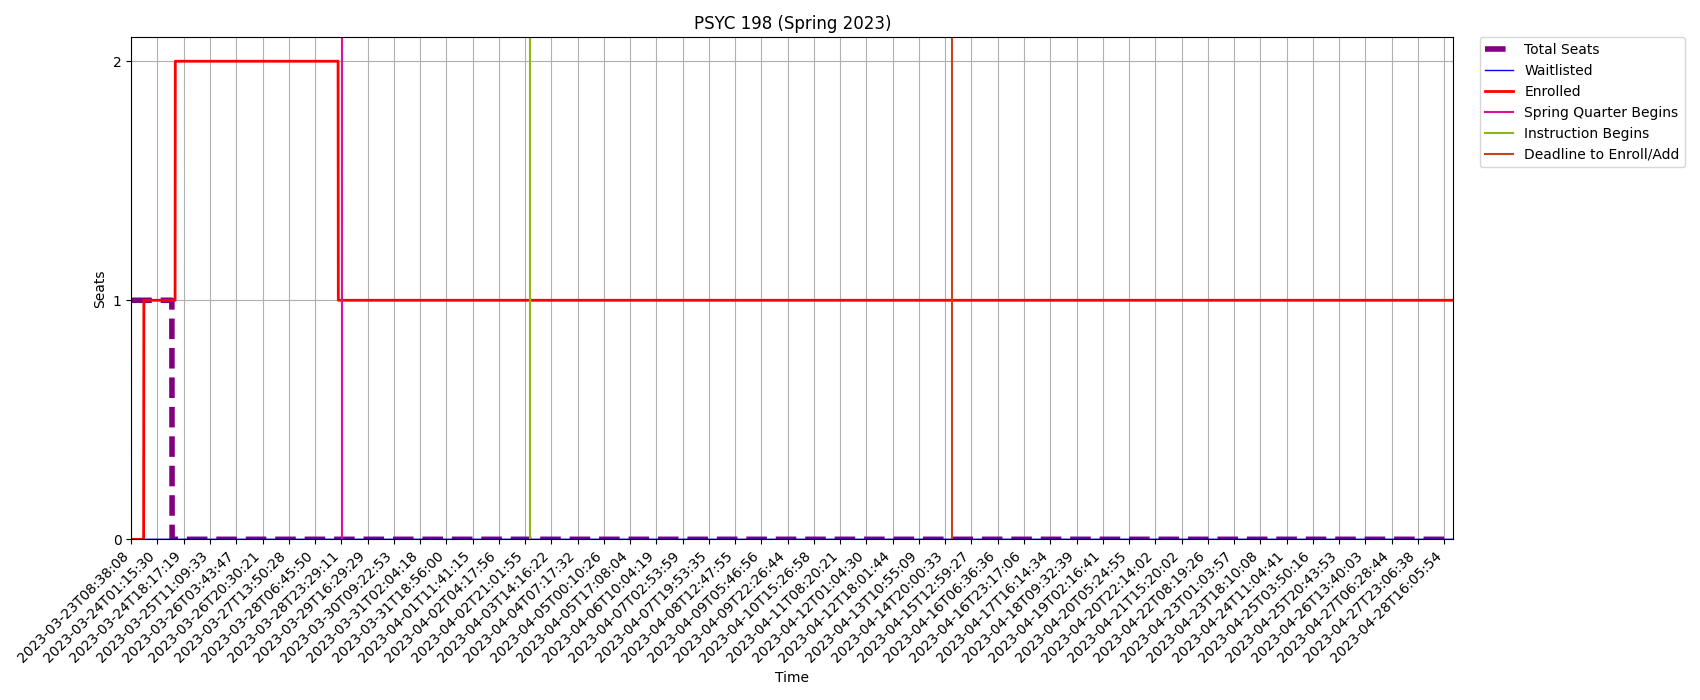 PSYC 198 (Spring 2023)
Total Seats
Waitlisted
Enrolled
Spring Quarter Begins
Instruction Begins
Deadline to Enroll/Add
Seats
2
1
0
2023-03-23T08:38:08
2023-03-24T01:15:30
2023-03-24T18:17:19
2023-03-25T11:09:33
2023-03-26T03:43:47
2023-03-26T20:30:21
2023-03-27T13:50:28
2023-03-28T06:45:50
2023-03-28T23:29:11
2023-03-29T16:29:29
2023-03-30T09:22:53
2023-03-31T02:04:18
2023-03-31T18:56:00
2023-04-01T11:41:15
2023-04-02T04:17:56
2023-04-02T21:01:55
2023-04-03T14:16:22
2023-04-04T07:17:32
2023-04-05T00:10:26
2023-04-05T17:08:04
2023-04-06T10:04:19
2023-04-07T02:53:59
2023-04-07T19:53:35
2023-04-08T12:47:55
2023-04-09T05:46:56
2023-04-09T22:26:44
2023-04-10T15:26:58
2023-04-11T08:20:21
2023-04-12T01:04:30
2023-04-12T18:01:44
2023-04-13T10:55:09
2023-04-14T20:00:33
2023-04-15T12:59:27
2023-04-16T06:36:36
2023-04-16T23:17:06
2023-04-17T16:14:34
2023-04-18T09:32:39
2023-04-19T02:16:41
2023-04-20T05:24:55
2023-04-20T22:14:02
2023-04-21T15:20:02
2023-04-22T08:19:26
2023-04-23T01:03:57
2023-04-23T18:10:08
2023-04-24T11:04:41
2023-04-25T03:50:16
2023-04-25T20:43:53
2023-04-26T13:40:03
2023-04-27T06:28:44
2023-04-27T23:06:38
2023-04-28T16:05:54
Time